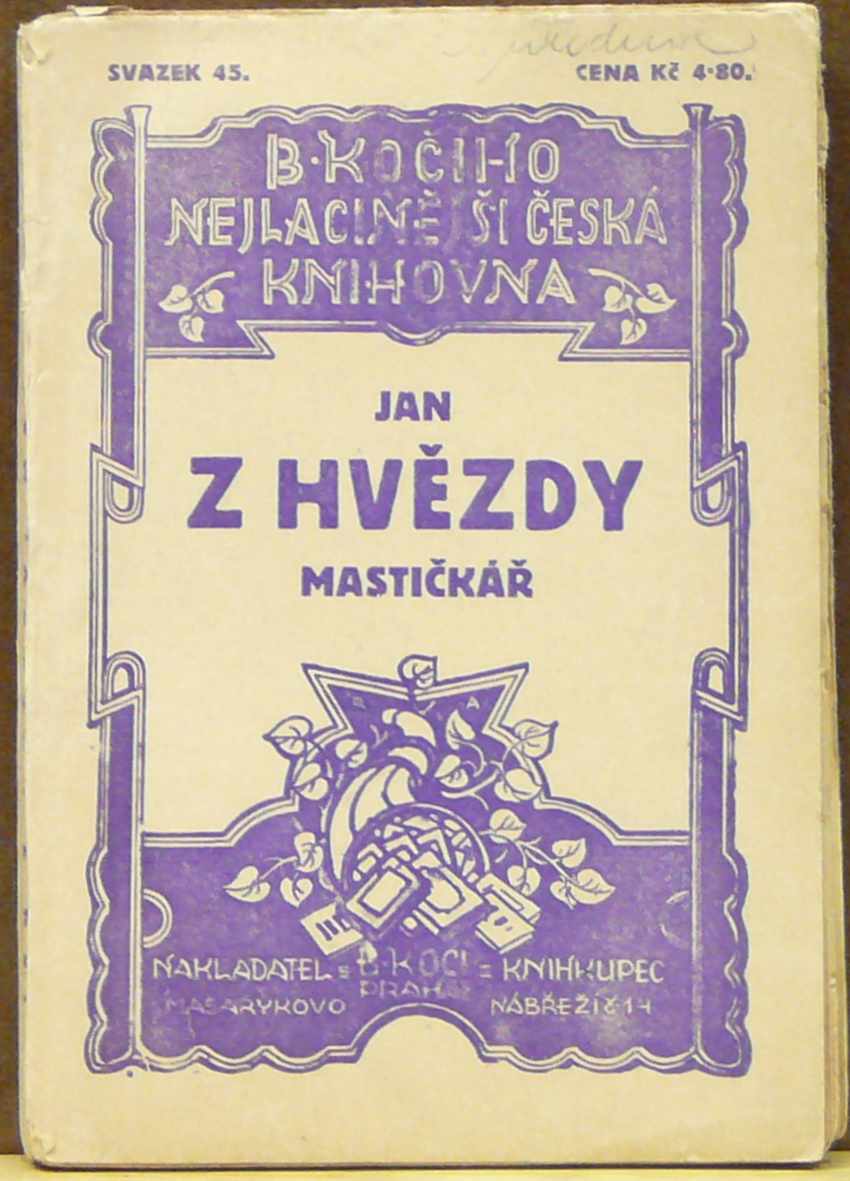 SVAZEK 45.
CENA Kč 4·80.
B·KOČÍHO
NEJLACINĚJŠÍ ČESKÁ
KNIHOVNA
JAN
Z HVĚZDY
MASTIČKÁŘ
NAKLADATEL = B·KOČÍ = KNIHKUPEC
PRAHA
MASARYKOVO NÁBŘEŽÍ č 14